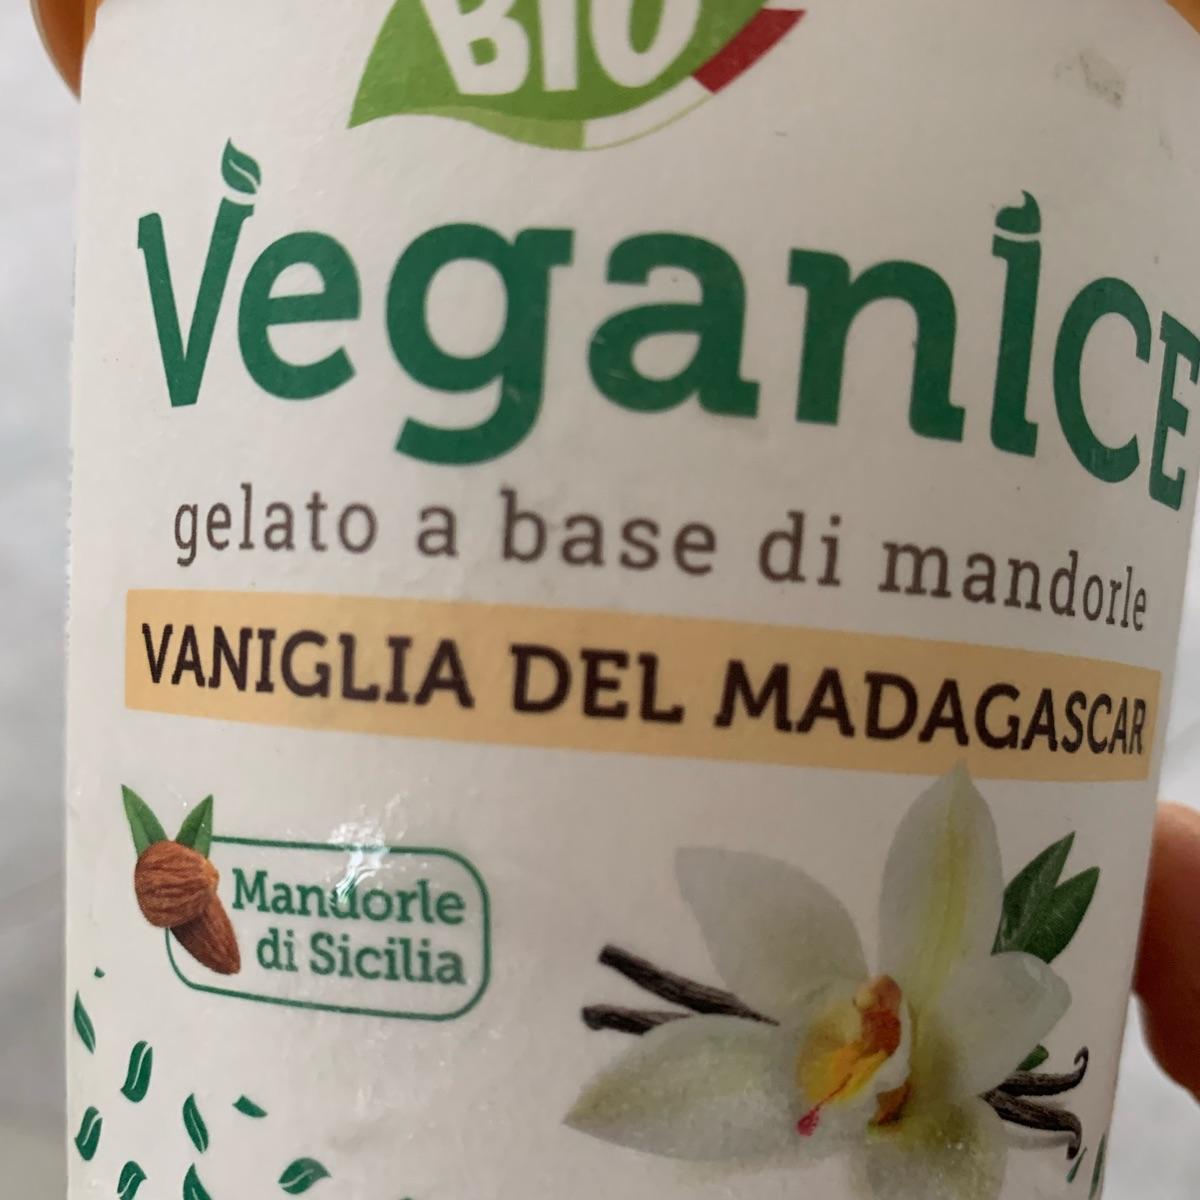 BIO
VeganICE
gelato a base di mandorle
VANIGLIA DEL MADAGASCAR
Mandorle
di Sicilia